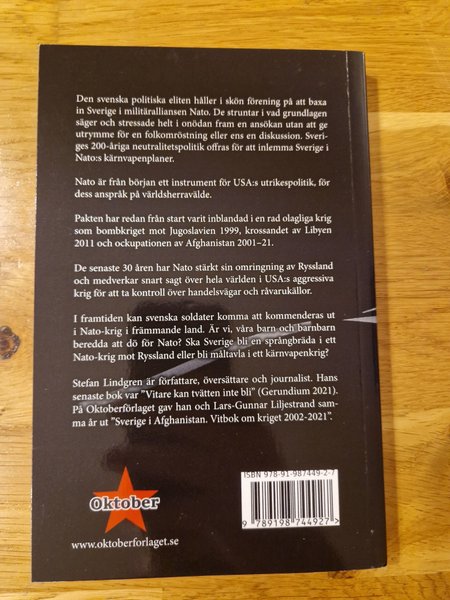 Den svenska politiska eliten håller i skön förening på att baxa
in Sverige i militäralliansen Nato. De struntar i vad grundlagen
säger och stressade helt i onödan fram en ansökan utan att ge
utrymme för en folkomröstning eller ens en diskussion. Sveri-
ges 200-åriga neutralitetspolitik offras för att inlemma Sverige i
Nato:s kärnvapenplaner.
Nato är från början ett instrument för USA:s utrikespolitik, för
dess anspråk på världsherravälde.
Pakten har redan från start varit inblandad i en rad olagliga krig
som bombkriget mot Jugoslavien 1999, krossandet av Libyen
2011 och ockupationen av Afghanistan 2001–21.
De senaste 30 åren har Nato stärkt sin omringning av Ryssland
och medverkar snart sagt över hela världen i USA:s aggressiva
krig för att ta kontroll över handelsvägar och råvarukällor.
I framtiden kan svenska soldater komma att kommenderas ut
i Nato-krig i främmande land. Är vi, våra barn och barnbarn
beredda att dö för Nato? Ska Sverige bli en språngbräda i ett
Nato-krig mot Ryssland eller bli måltavla i ett kärnvapenkrig?
Stefan Lindgren är författare, översättare och journalist. Hans
senaste bok var "Vitare kan tvätten inte bli" (Gerundium 2021).
På Oktoberförlaget gav han och Lars-Gunnar Liljestrand sam-
ma år ut "Sverige i Afghanistan. Vitbok om kriget 2002-2021".
ISBN 978-91-987449-2-7
9 789198 744927 >
Oktober
www.oktoberforlaget.se